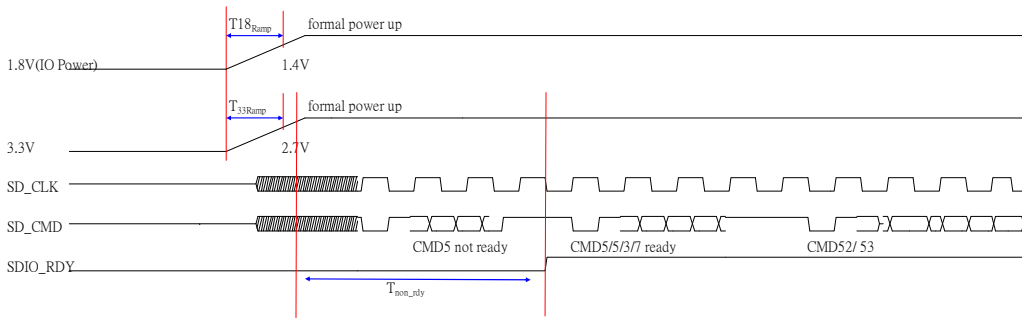 T18Ramp formal power up
1.8V(IO Power) 1.4V
T33Ramp formal power up
3.3V 2.7V
SD_CLK
SD_CMD
CMD5 not ready CMD5/5/3/7 ready CMD52/ 53
SDIO_RDY
Tnon_rdy